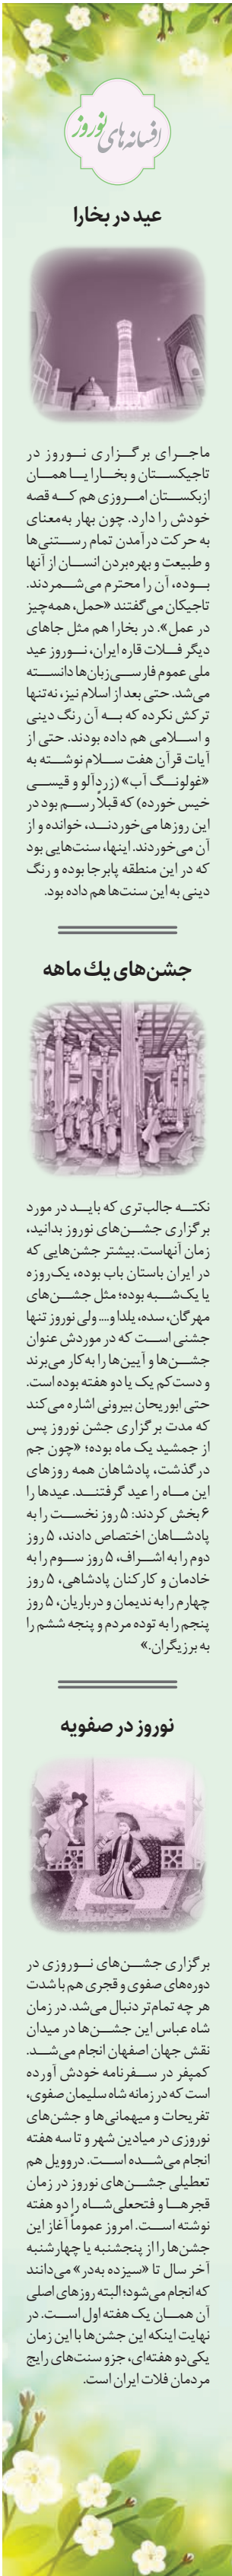 افسانه‌های نوروز
عید در بخارا
ماجرای برگزاری نوروز در
تاجیکستان و بخارا یا همان
ازبکستان امروزی هم که قصه
خودش را دارد. چون بهار به‌معنای
به حرکت درآمدن تمام رستنی‌ها
و طبیعت و بهره‌بردن انسان از آنها
بوده، آن را محترم می‌شمردند.
تاجیکان می‌گفتند «حمل، همه‌چیز
در عمل». در بخارا هم مثل جاهای
دیگر فلات قاره ایران، نوروز عید
ملی عموم فارسی‌زبان‌ها دانسته
می‌شد. حتی بعد از اسلام نیز، نه‌تنها
ترکش نکرده که به آن رنگ دینی
و اسلامی هم داده بودند. حتی از
آیات قرآن هفت سلام نوشته به
«غولونگ آب» (زردآلو و قیسی
خیس خورده) که قبلاً رسم بود در
این روزها می‌خوردند، خوانده و از
آن می‌خوردند. اینها، سنت‌هایی بود
که در این منطقه پابرجا بوده و رنگ
دینی به این سنت‌ها هم داده بود.
جشن‌های یك ماهه
نکته جالب‌تری که باید در مورد
برگزاری جشن‌های نوروز بدانید،
زمان آنهاست. بیشتر جشن‌هایی که
در ایران باستان باب بوده، یک‌روزه
یا یک‌شبه بوده؛ مثل جشن‌های
مهرگان، سده، یلدا و.... ولی نوروز تنها
جشنی است که در موردش عنوان
جشن‌ها و آیین‌ها را به‌کار می‌برند
و دست‌کم یک یا دو هفته بوده است.
حتی ابوریحان بیرونی اشاره می‌کند
که مدت برگزاری جشن نوروز پس
از جمشید یک ماه بوده؛ «چون جم
درگذشت، پادشاهان همه روزهای
این ماه را عید گرفتند. عیدها را
۶ بخش کردند: ۵ روز نخست را به
پادشاهان اختصاص دادند، ۵ روز
دوم را به اشراف، ۵ روز سوم را به
خادمان و کارکنان پادشاهی، ۵ روز
چهارم را به ندیمان و درباریان، ۵ روز
پنجم را به توده مردم و پنجه ششم را
به برزیگران.»
نوروز در صفویه
برگزاری جشن‌های نوروزی در
دوره‌های صفوی و قجری هم با شدت
هر چه تمام‌تر دنبال می‌شد. در زمان
شاه عباس این جشن‌ها در میدان
نقش جهان اصفهان انجام می‌شد.
کمپفر در سفرنامه خودش آورده
است که در زمانه شاه سلیمان صفوی،
تفریحات و میهمانی‌ها و جشن‌های
نوروزی در میادین شهر و تا سه هفته
انجام می‌شده است. دروویل هم
تعطیلی جشن‌های نوروز در زمان
قجرها و فتحعلی‌شاه را دو هفته
نوشته است. امروز عموماً آغاز این
جشن‌ها را از پنجشنبه یا چهارشنبه
آخر سال تا «سیزده به‌در» می‌دانند
که انجام می‌شود؛ البته روزهای اصلی
آن همان یک هفته اول است. در
نهایت اینکه این جشن‌ها با این زمان
یکی‌دو هفته‌ای، جزو سنت‌های رایج
مردمان فلات ایران است.